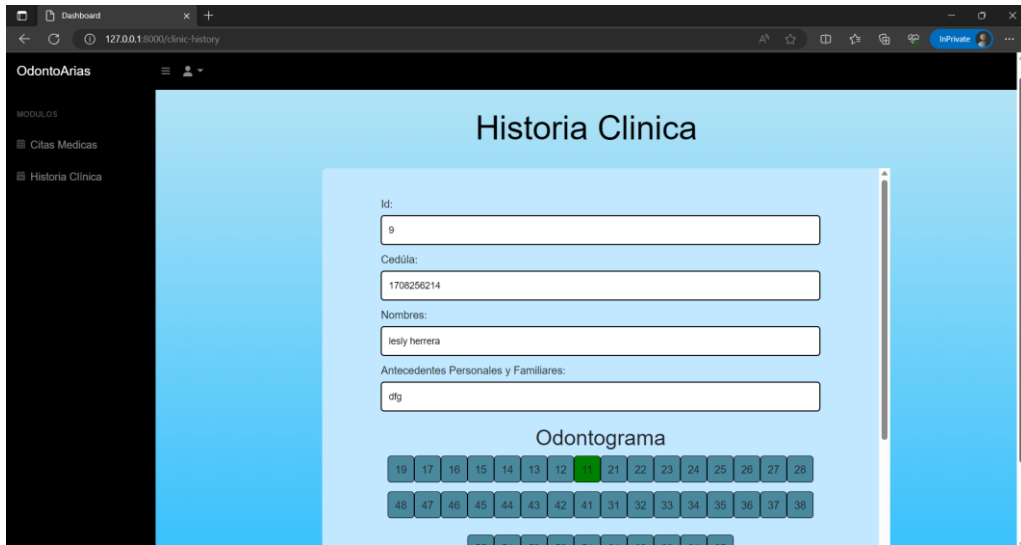 Dashboard
127.0.0.1:8000/clinic-history
InPrivate
OdontoArias
MODULOS
Citas Medicas
Historia Clínica
Historia Clinica
Id:
9
Cedúla:
1708256214
Nombres:
lesly herrera
Antecedentes Personales y Familiares:
dfg
Odontograma
19 17 16 15 14 13 12 11 21 22 23 24 25 26 27 28
48 47 46 45 44 43 42 41 31 32 33 34 35 36 37 38